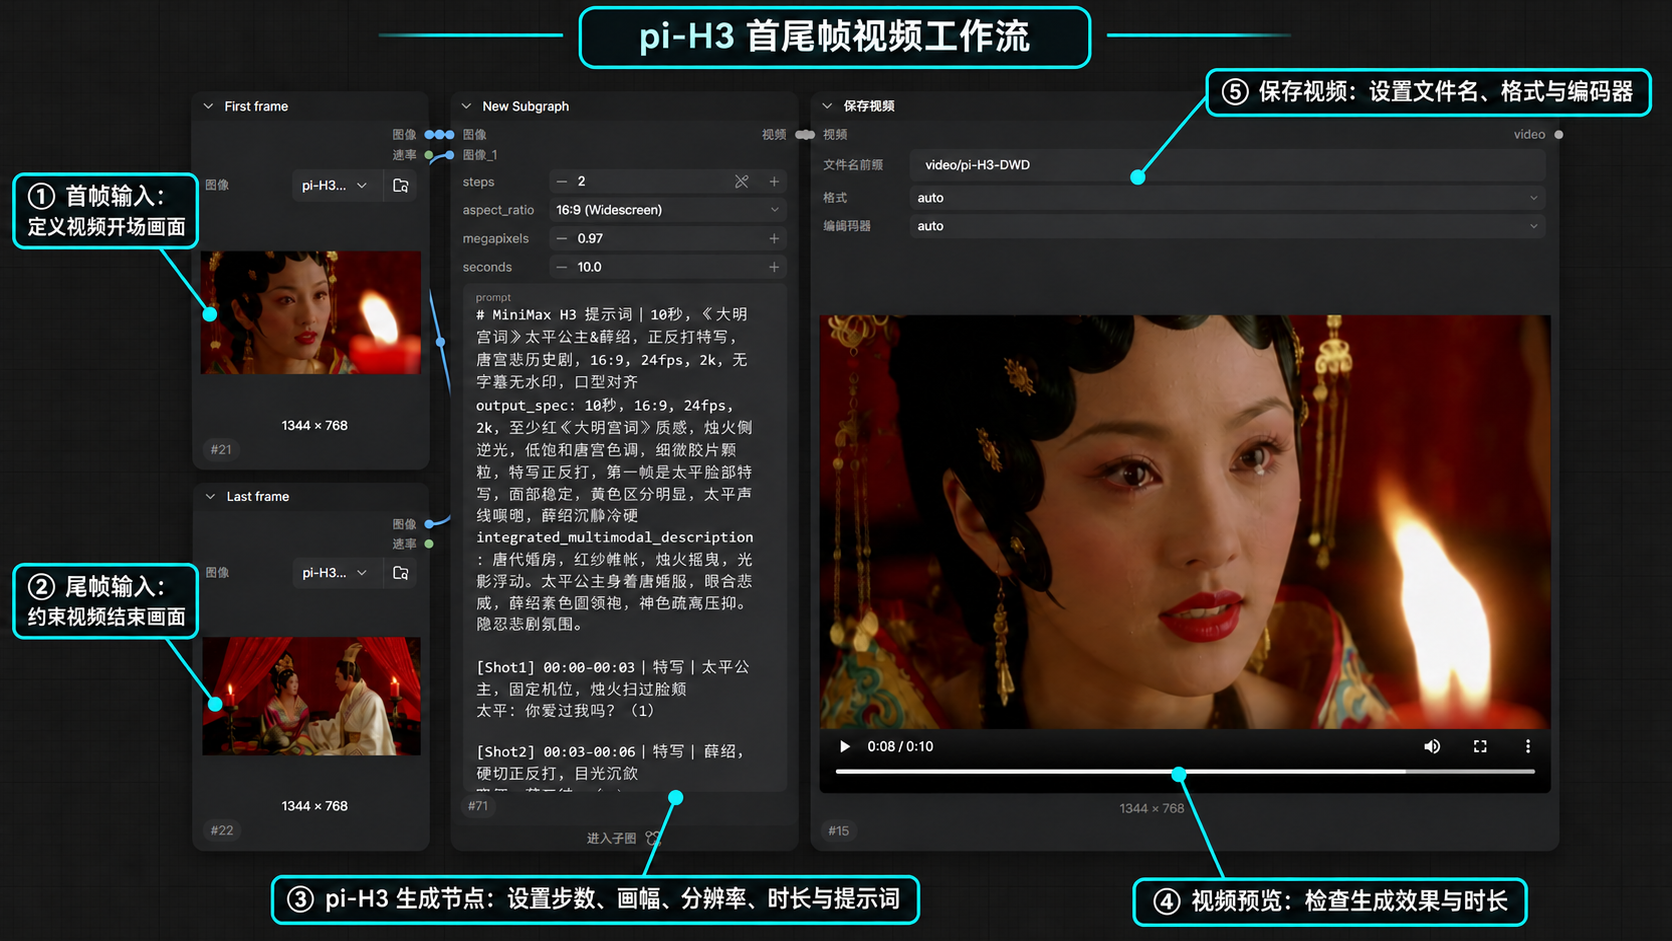 pi-H3 首尾帧视频工作流
⑤ 保存视频：设置文件名、格式与编码器
① 首帧输入：
定义视频开场画面
First frame
图像
速率
图像
pi-H3...
1344 × 768
#21
② 尾帧输入：
约束视频结束画面
Last frame
图像
速率
图像
pi-H3...
1344 × 768
#22
New Subgraph
图像
视频
图像_1
steps
2
aspect_ratio
16:9 (Widescreen)
megapixels
0.97
seconds
10.0
prompt
# MiniMax H3 提示词 | 10秒，《大明
宫词》太平公主&薛绍，正反打特写，
唐宫悲历史剧，16:9，24fps，2k，无
字幕无水印，口型对齐
output_spec: 10秒，16:9，24fps，
2k，至少红《大明宫词》质感，烛火侧
逆光，低饱和唐宫色调，细微胶片颗
粒，特写正反打，第一帧是太平脸部特
写，面部稳定，黄色区分明显，太平声
线，薛绍沉静冷硬
integrated_multimodal_description
：唐代婚房，红纱帷帐，烛火摇曳，光
影浮动。太平公主身着唐婚服，眼含悲
威，薛绍素色圆领袍，神色疏离压抑。
隐忍悲剧氛围。
[Shot1] 00:00-00:03 | 特写 | 太平公
主，固定机位，烛火扫过脸颊
太平：你爱过我吗？（1）
[Shot2] 00:03-00:06 | 特写 | 薛绍，
硬切正反打，目光沉敛
#71
进入子图
③ pi-H3 生成节点：设置步数、画幅、分辨率、时长与提示词
保存视频
视频
video
文件名前缀
video/pi-H3-DWD
格式
auto
编码器
auto
0:08 / 0:10
1344 × 768
#15
④ 视频预览：检查生成效果与时长